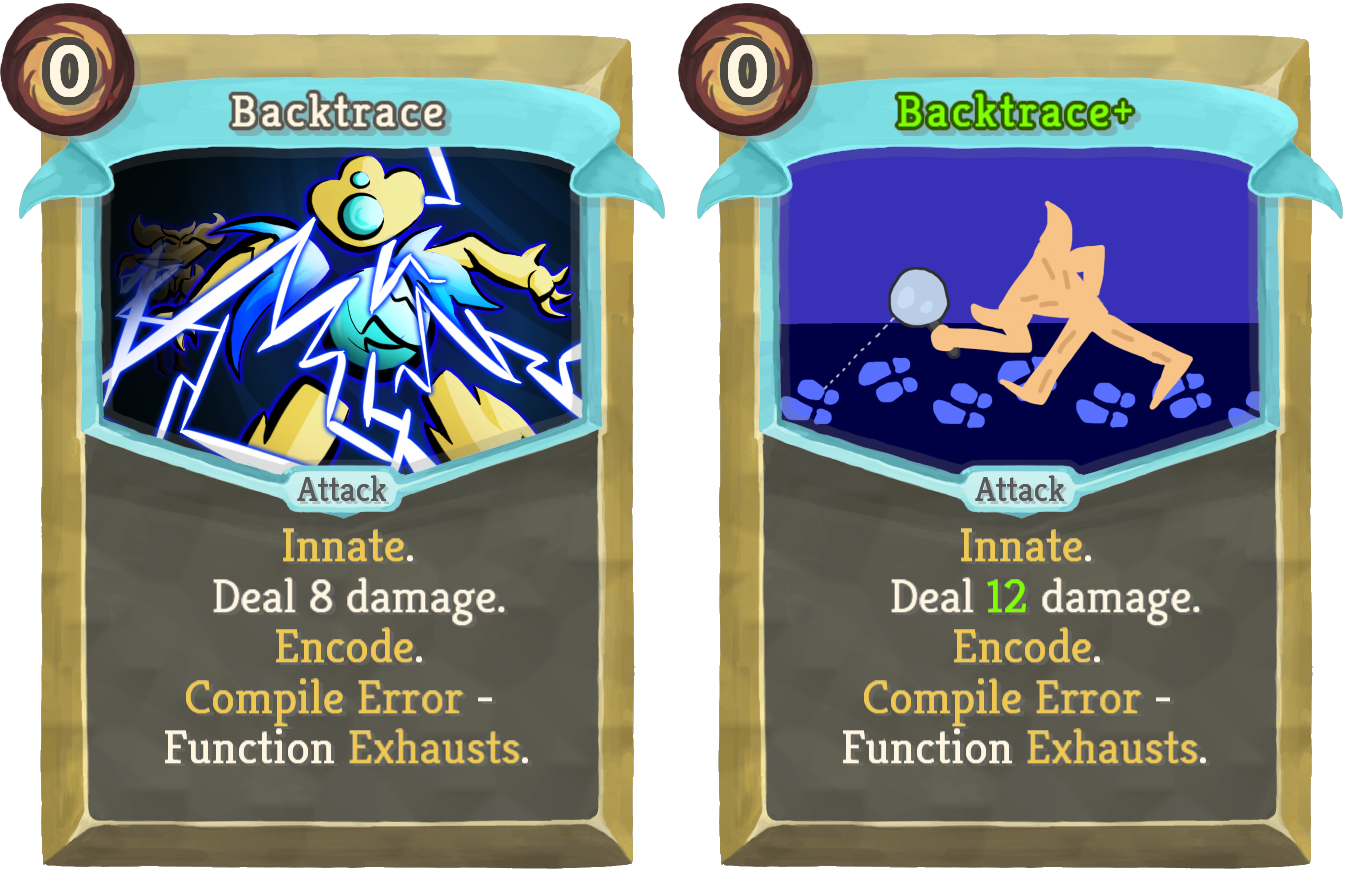 0
Backtrace
Attack
Innate.
Deal 8 damage.
Encode.
Compile Error -
Function Exhausts.
0
Backtrace+
Attack
Innate.
Deal 12 damage.
Encode.
Compile Error -
Function Exhausts.